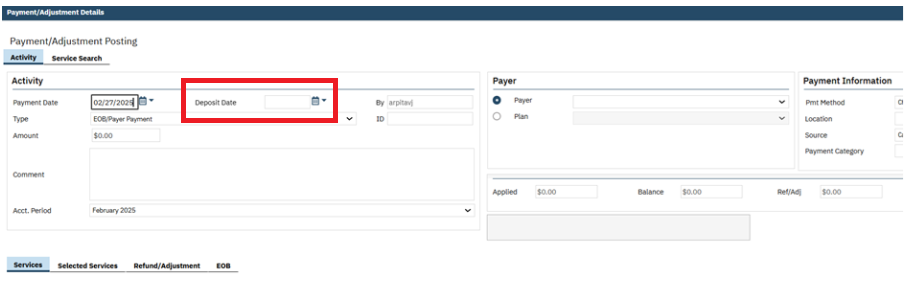 Payment/Adjustment Details
Payment/Adjustment Posting
Activity Service Search
Activity
Payment Date 02/27/2025 Deposit Date By arpitav
Type EOB/Payer Payment ID
Amount $0.00
Comment
Acct. Period February 2025
Payer
Payer
Plan
Payment Information
Pmt Method
Location
Source
Payment Category
Applied $0.00 Balance $0.00 Ref/Adj $0.00
Services Selected Services Refund/Adjustment EOB